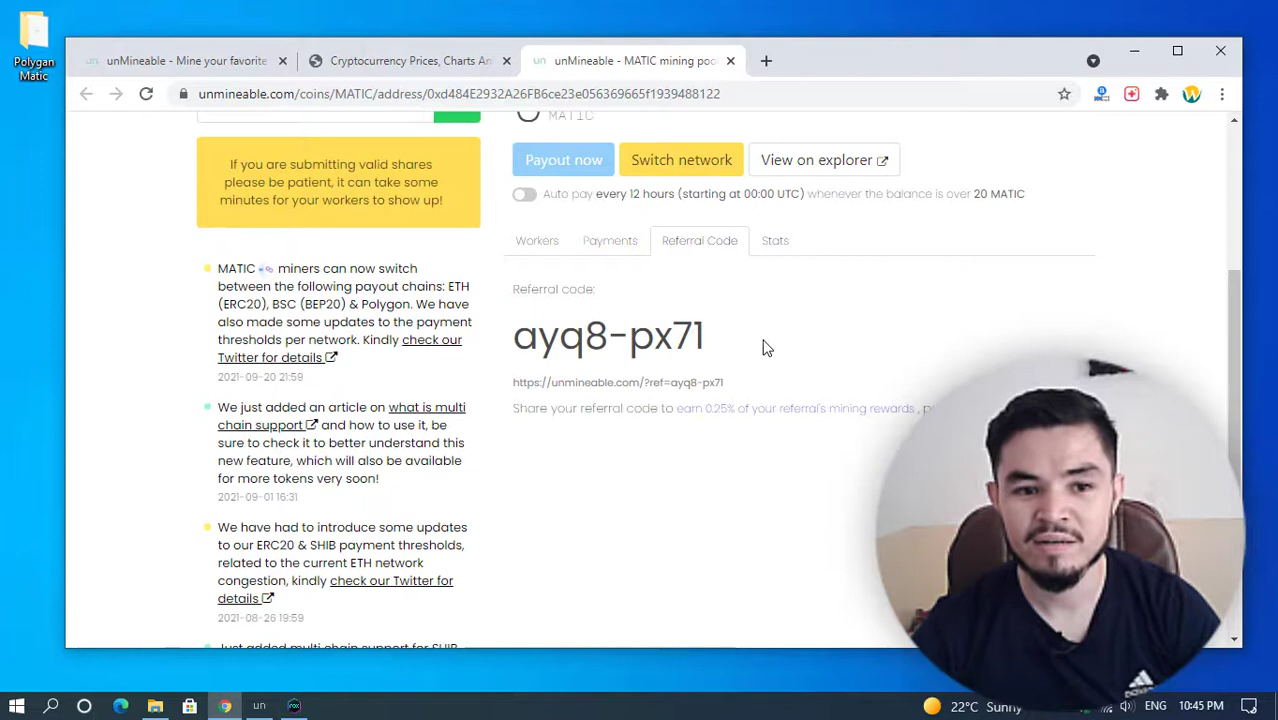 Polygan
Matic
unMineable - Mine your favorite
Cryptocurrency Prices, Charts An
unMineable - MATIC mining poo
unmineable.com/coins/MATIC/address/0xd484E2932A26FB6ce23e056369665f1939488122
MATIC
Payout now
Switch network
View on explorer
Auto pay every 12 hours (starting at 00:00 UTC) whenever the balance is over 20 MATIC
If you are submitting valid shares
please be patient, it can take some
minutes for your workers to show up!
Workers
Payments
Referral Code
Stats
Referral code:
ayq8-px71
https://unmineable.com/?ref=ayq8-px71
Share your referral code to earn 0.25% of your referral's mining rewards ,
MATIC miners can now switch
between the following payout chains: ETH
(ERC20), BSC (BEP20) & Polygon. We have
also made some updates to the payment
thresholds per network. Kindly check our
Twitter for details
2021-09-20 21:59
We just added an article on what is multi
chain support and how to use it, be
sure to check it to better understand this
new feature, which will also be available
for more tokens very soon!
2021-09-01 16:31
We have had to introduce some updates
to our ERC20 & SHIB payment thresholds,
related to the current ETH network
congestion, kindly check our Twitter for
details
2021-08-26 19:59
Just added multi chain support for SHIB
adidas
un
rox
22°C Sunny
ENG
10:45 PM